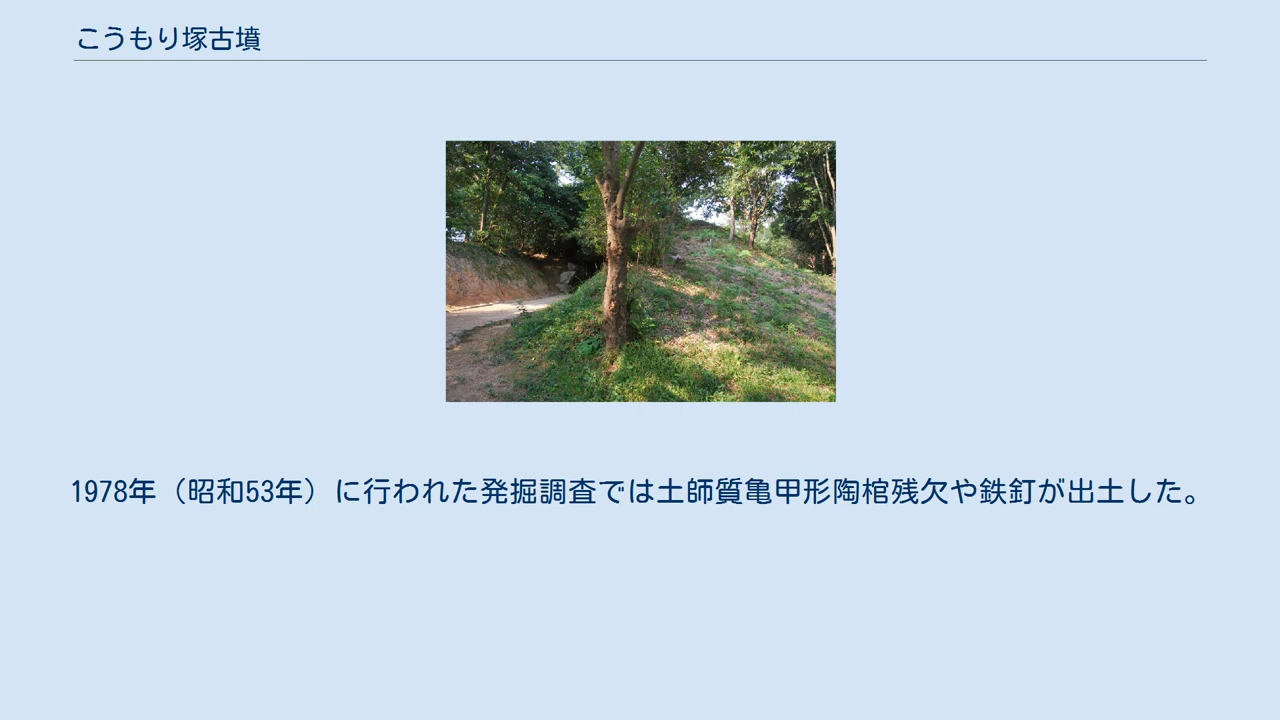 こうもり塚古墳
1978年（昭和53年）に行われた発掘調査では土師質亀甲形陶棺残欠や鉄釘が出土した。